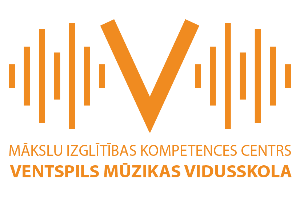 V
MĀKSLU IZGLĪTĪBAS KOMPETENCES CENTRS
VENTSPILS MŪZIKAS VIDUSSKOLA